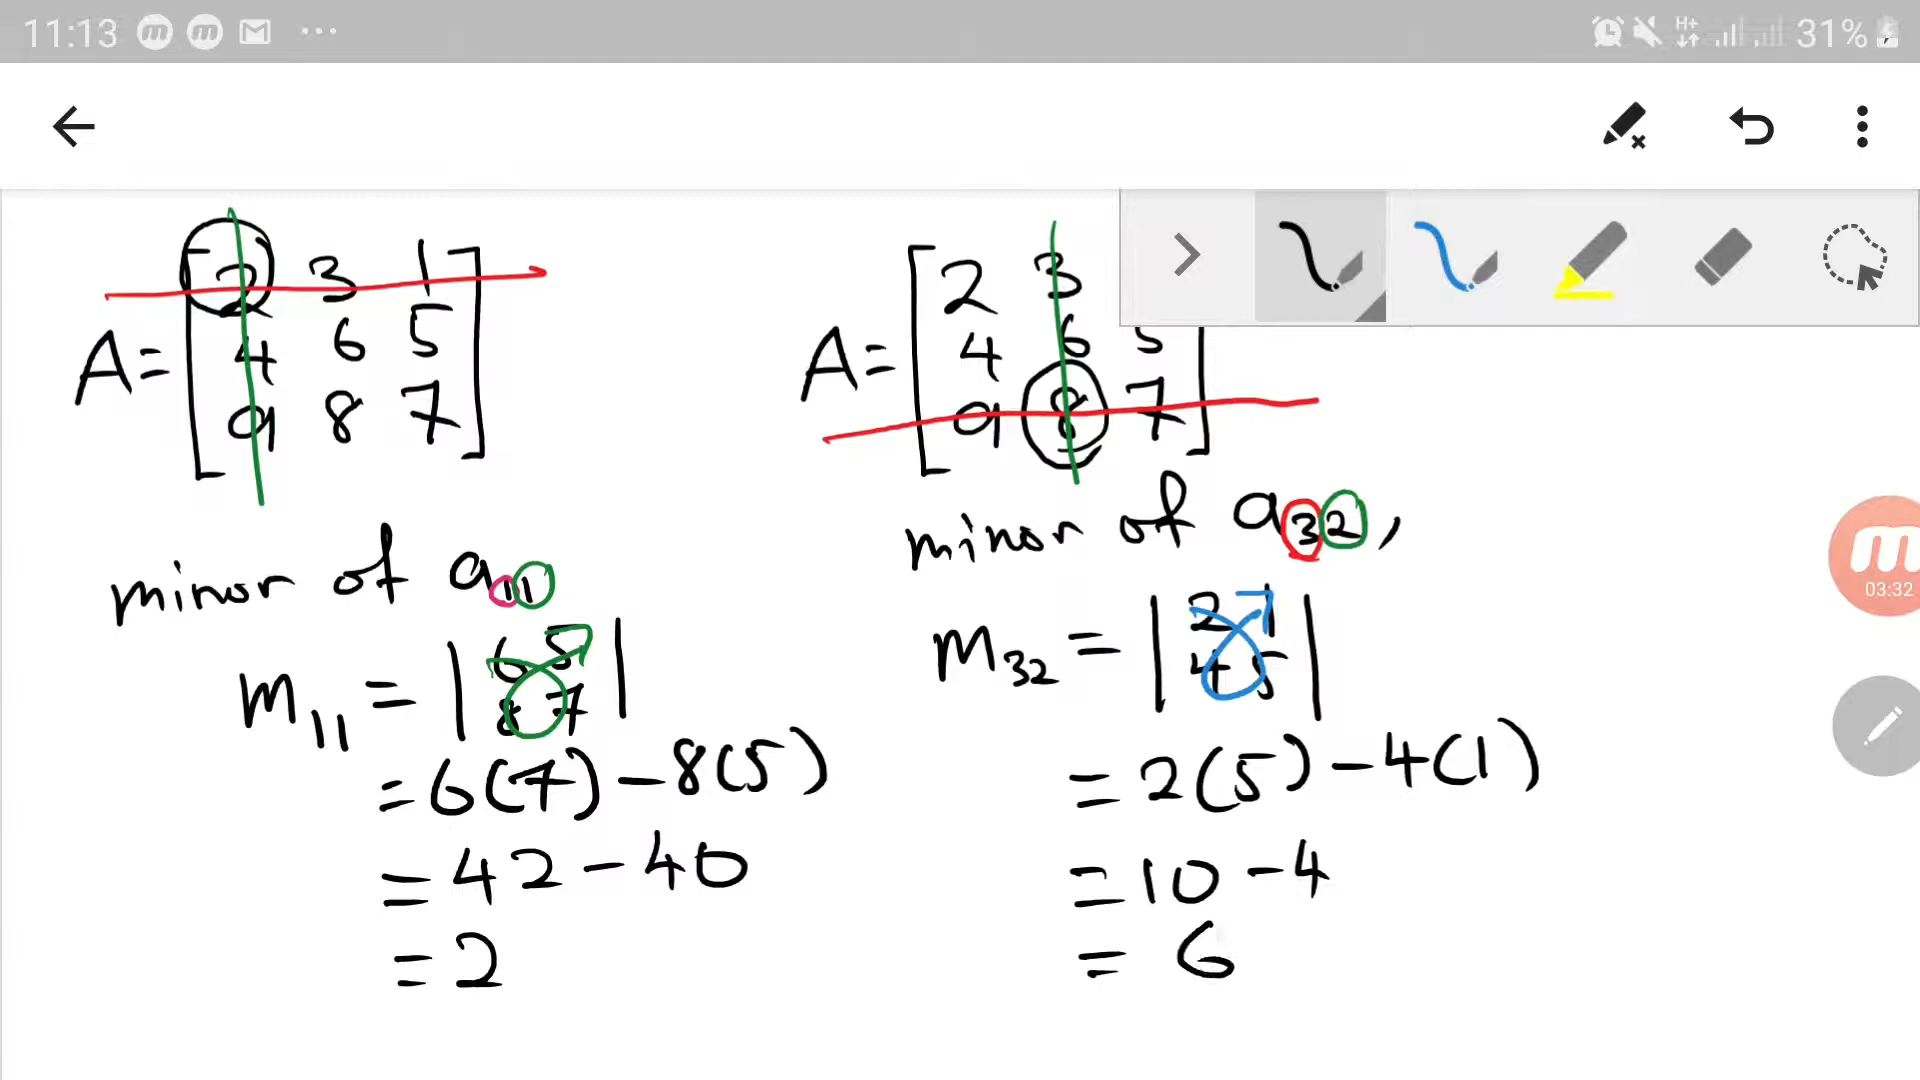 11:13 31%
A= [2 3 1
4 6 5
9 8 7]
minor of a11
m11 = |6 5
8 7|
= 6(7) - 8(5)
= 42 - 40
= 2
A= [2 3
4 6 5
9 8 7]
minor of a32,
m32 = |2 1
4 5|
= 2(5) - 4(1)
= 10 - 4
= 6
03:32